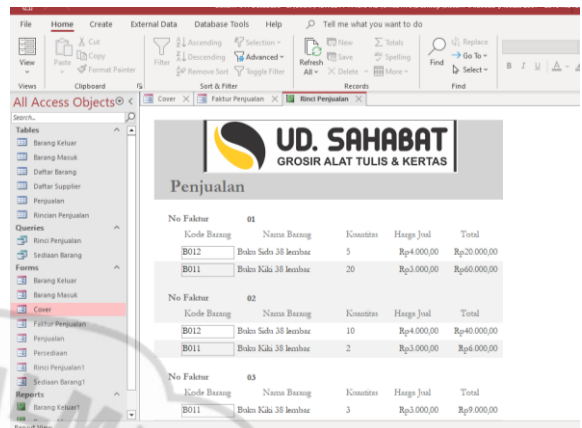 File Home Create External Data Database Tools Help Tell me what you want to do
View Paste Cut Copy Format Painter Filter Ascending Descending Remove Sort Selection Advanced Toggle Filter Refresh All New Save Delete Totals Spelling More Find Replace Go To Select B I U A
Views Clipboard Sort & Filter Records Find
All Access Objects
Search...
Tables
Barang Keluar
Barang Masuk
Daftar Barang
Daftar Supplier
Penjualan
Rincian Penjualan
Queries
Rinci Penjualan
Sediaan Barang
Forms
Barang Keluar
Barang Masuk
Cover
Faktur Penjualan
Penjualan
Persediaan
Rinci Penjualan1
Sediaan Barang1
Reports
Barang Keluar1
Report View
Cover Faktur Penjualan Rinci Penjualan
UD. SAHABAT
GROSIR ALAT TULIS & KERTAS
Penjualan
No Faktur 01
Kode Barang Nama Barang Kuantitas Harga Jual Total
B012 Buku Sidu 38 lembar 5 Rp4.000,00 Rp20.000,00
B011 Buku Kiki 38 lembar 20 Rp3.000,00 Rp60.000,00
No Faktur 02
Kode Barang Nama Barang Kuantitas Harga Jual Total
B012 Buku Sidu 38 lembar 10 Rp4.000,00 Rp40.000,00
B011 Buku Kiki 38 lembar 2 Rp3.000,00 Rp6.000,00
No Faktur 03
Kode Barang Nama Barang Kuantitas Harga Jual Total
B011 Buku Kiki 38 lembar 3 Rp3.000,00 Rp9.000,00